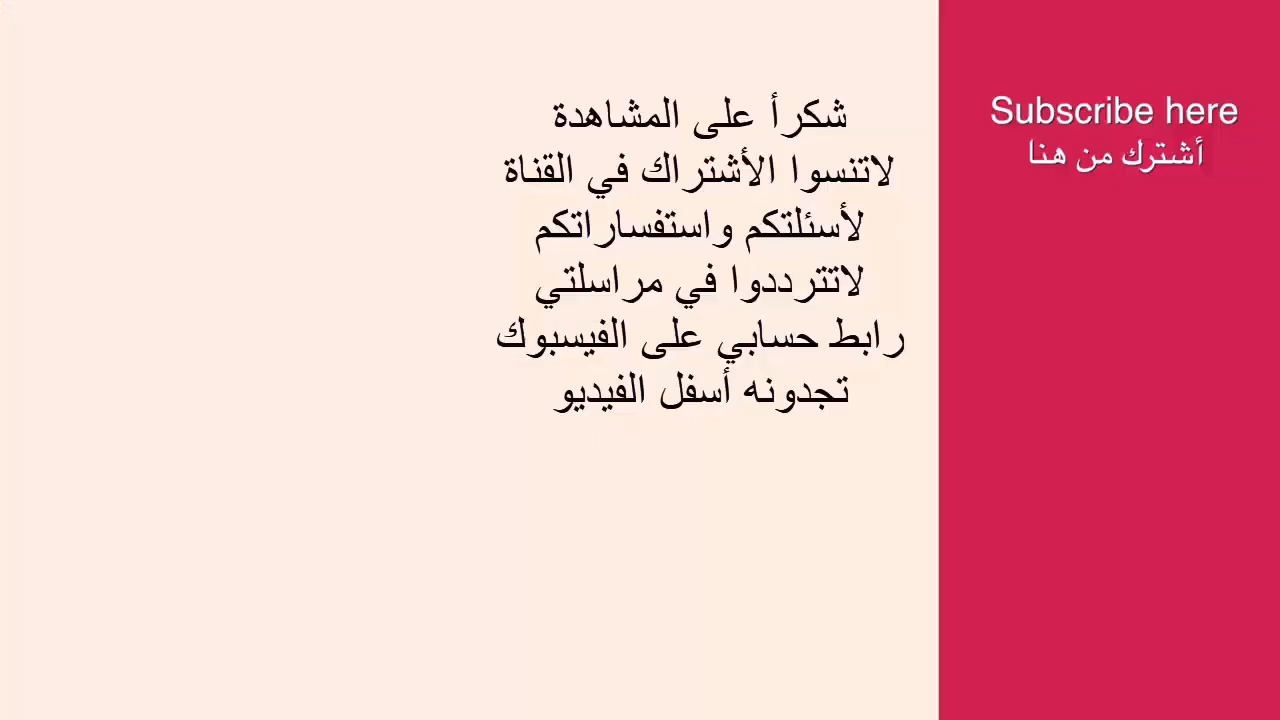 شكرأ على المشاهدة
لاتنسوا الأشتراك في القناة
لأسئلتكم واستفساراتكم
لاتترددوا في مراسلتي
رابط حسابي على الفيسبوك
تجدونه أسفل الفيديو
Subscribe here
أشترك من هنا